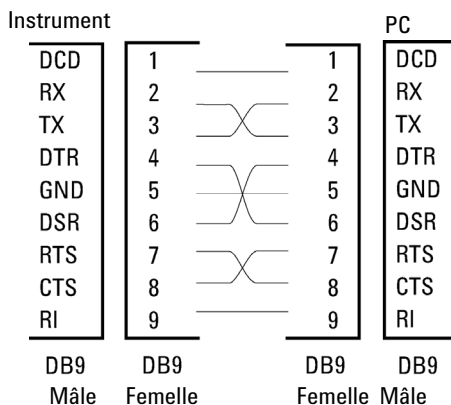 Instrument PC
DCD 1 1 DCD
RX 2 2 RX
TX 3 3 TX
DTR 4 4 DTR
GND 5 5 GND
DSR 6 6 DSR
RTS 7 7 RTS
CTS 8 8 CTS
RI 9 9 RI
DB9 DB9 DB9 DB9
Mâle Femelle Femelle Mâle